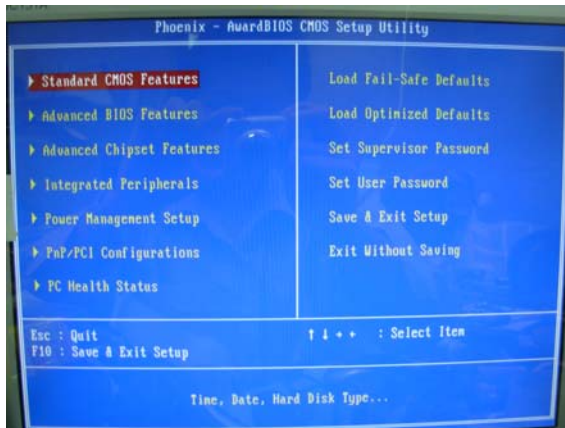 Phoenix - AwardBIOS CMOS Setup Utility
Standard CMOS Features
Advanced BIOS Features
Advanced Chipset Features
Integrated Peripherals
Power Management Setup
PnP/PCI Configurations
PC Health Status
Load Fail-Safe Defaults
Load Optimized Defaults
Set Supervisor Password
Set User Password
Save & Exit Setup
Exit Without Saving
Esc : Quit
F10 : Save & Exit Setup
↑ ↓ → ← : Select Item
Time, Date, Hard Disk Type...